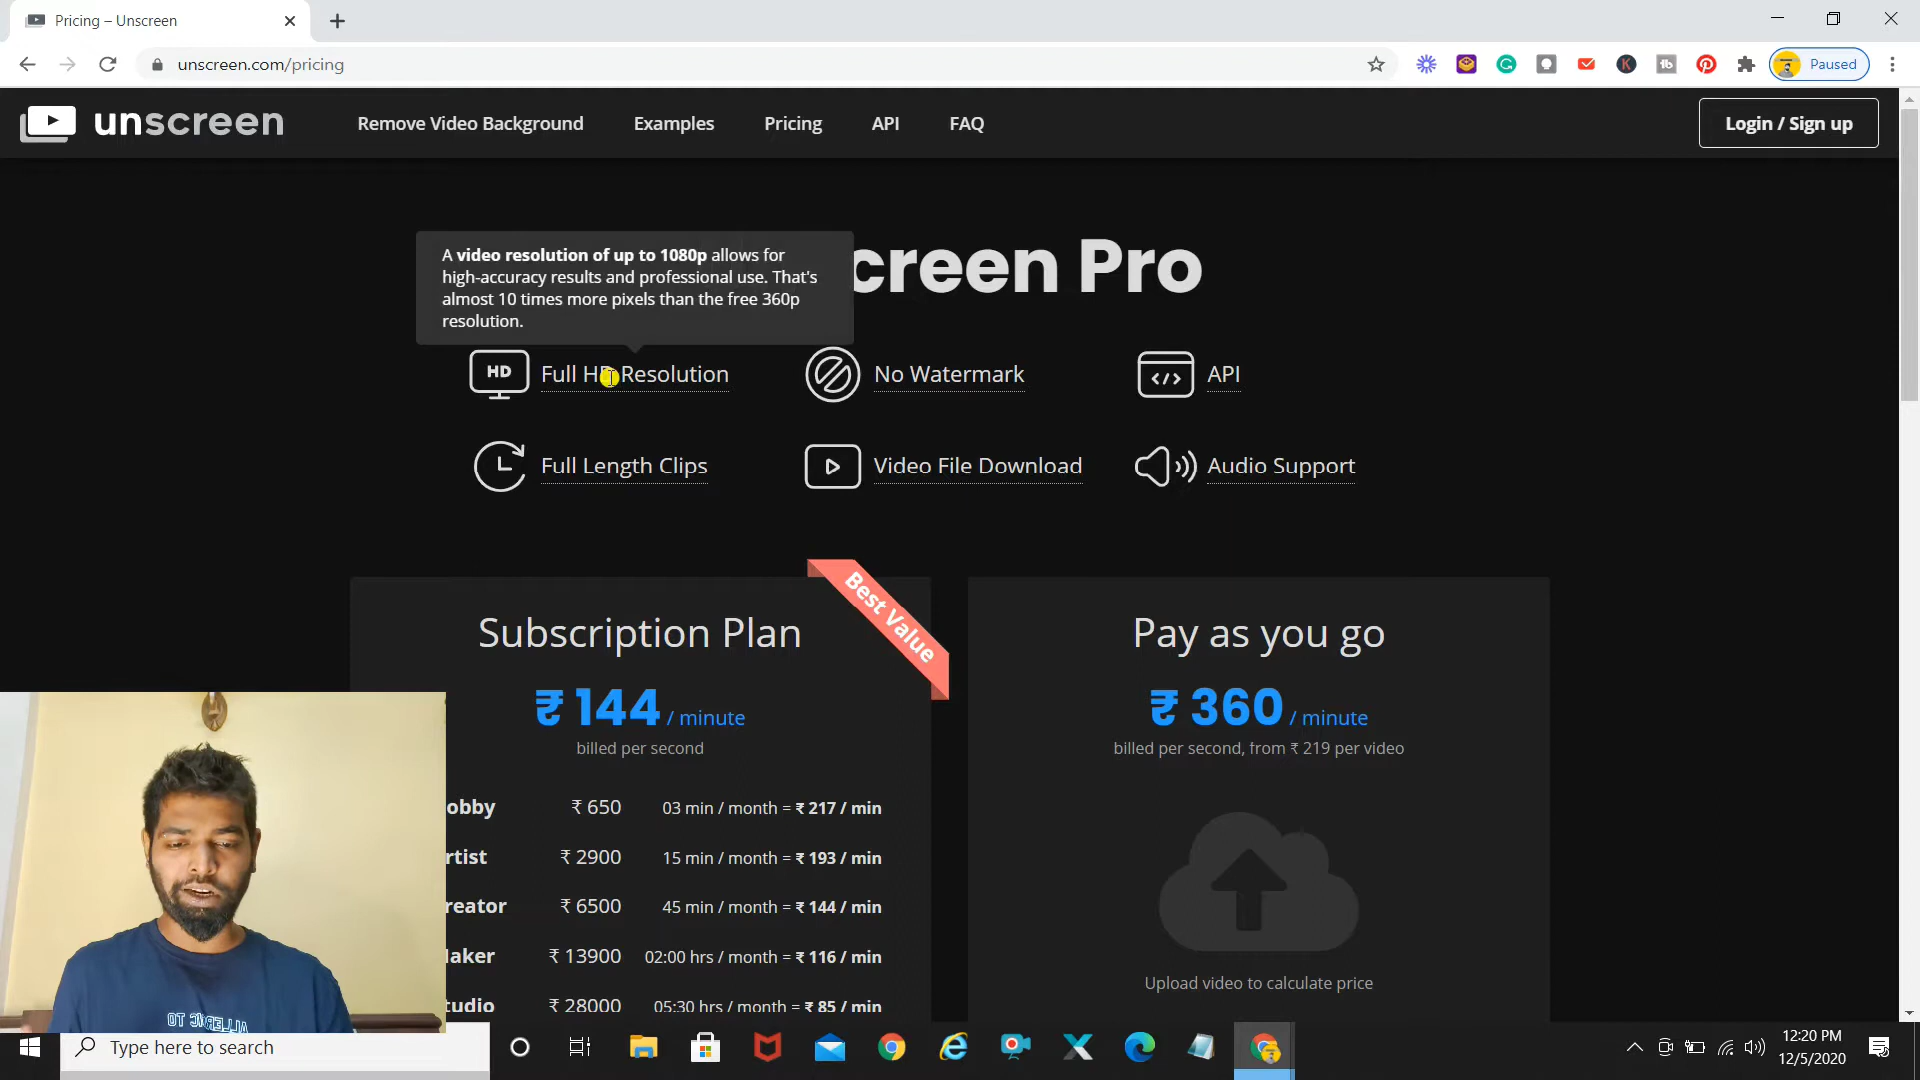 Pricing – Unscreen
unscreen.com/pricing
Paused
unscreen
Remove Video Background
Examples
Pricing
API
FAQ
Login / Sign up
creen Pro
A video resolution of up to 1080p allows for
high-accuracy results and professional use. That's
almost 10 times more pixels than the free 360p
resolution.
HD
Full HD Resolution
No Watermark
API
Full Length Clips
Video File Download
Audio Support
Best Value
Subscription Plan
₹ 144 / minute
billed per second
obby ₹ 650 03 min / month = ₹ 217 / min
rtist ₹ 2900 15 min / month = ₹ 193 / min
reator ₹ 6500 45 min / month = ₹ 144 / min
aker ₹ 13900 02:00 hrs / month = ₹ 116 / min
tudio ₹ 28000 05:30 hrs / month = ₹ 85 / min
Pay as you go
₹ 360 / minute
billed per second, from ₹ 219 per video
Upload video to calculate price
ALLERGIC TO
Type here to search
12:20 PM
12/5/2020